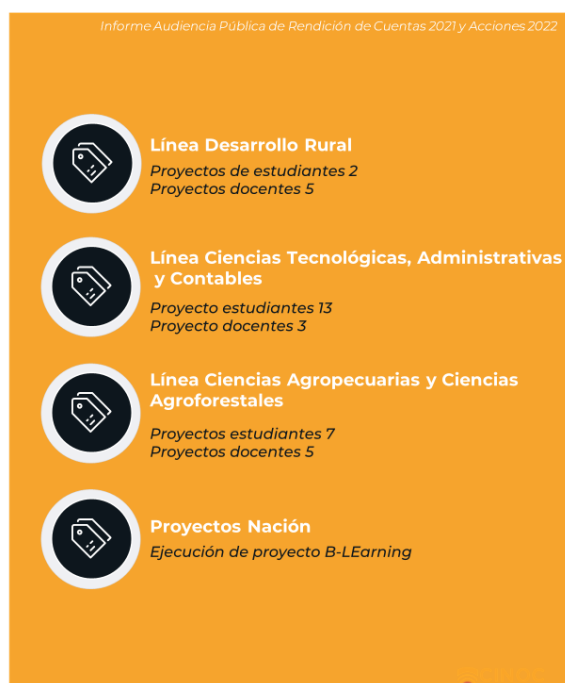 Informe Audiencia Pública de Rendición de Cuentas 2021 y Acciones 2022
Línea Desarrollo Rural
Proyectos de estudiantes 2
Proyectos docentes 5
Línea Ciencias Tecnológicas, Administrativas
y Contables
Proyecto estudiantes 13
Proyecto docentes 3
Línea Ciencias Agropecuarias y Ciencias
Agroforestales
Proyectos estudiantes 7
Proyectos docentes 5
Proyectos Nación
Ejecución de proyecto B-LEarning